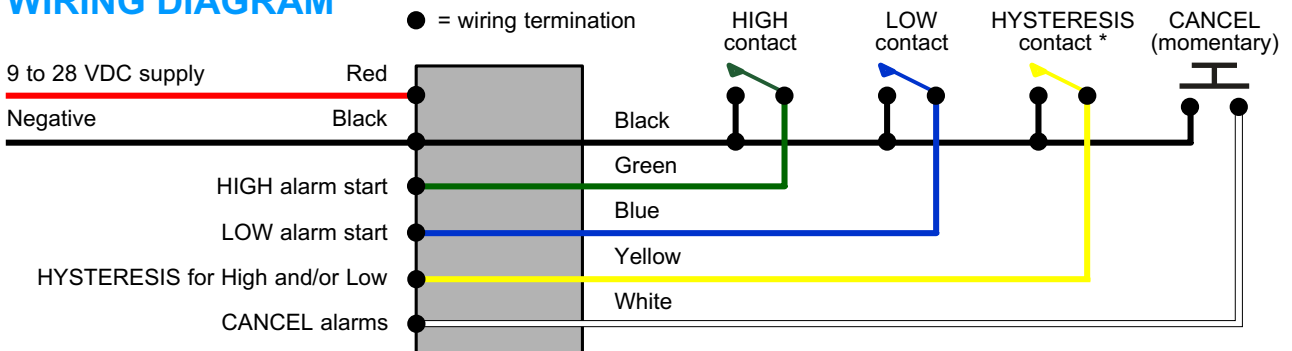 WIRING DIAGRAM
= wiring termination
HIGH
contact
LOW
contact
HYSTERESIS
contact *
CANCEL
(momentary)
9 to 28 VDC supply
Red
Negative
Black
Black
HIGH alarm start
Green
LOW alarm start
Blue
HYSTERESIS for High and/or Low
Yellow
CANCEL alarms
White